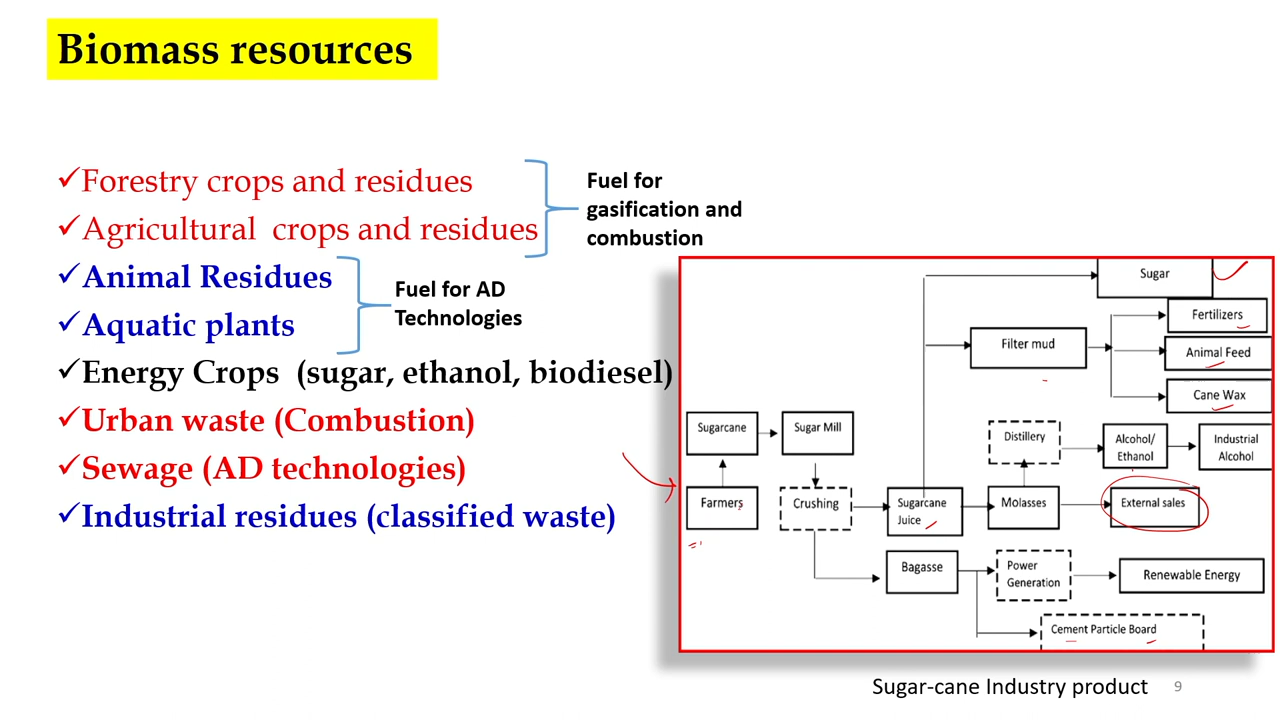 Biomass resources
✓Forestry crops and residues
✓Agricultural crops and residues
Fuel for
gasification and
combustion
✓Animal Residues
✓Aquatic plants
Fuel for AD
Technologies
✓Energy Crops (sugar, ethanol, biodiesel)
✓Urban waste (Combustion)
✓Sewage (AD technologies)
✓Industrial residues (classified waste)
Sugar
Fertilizers
Filter mud
Animal Feed
Cane Wax
Sugarcane
Sugar Mill
Distillery
Alcohol/
Ethanol
Industrial
Alcohol
Farmers
Crushing
Sugarcane
Juice
Molasses
External sales
Bagasse
Power
Generation
Renewable Energy
Cement Particle Board
Sugar-cane Industry product
9